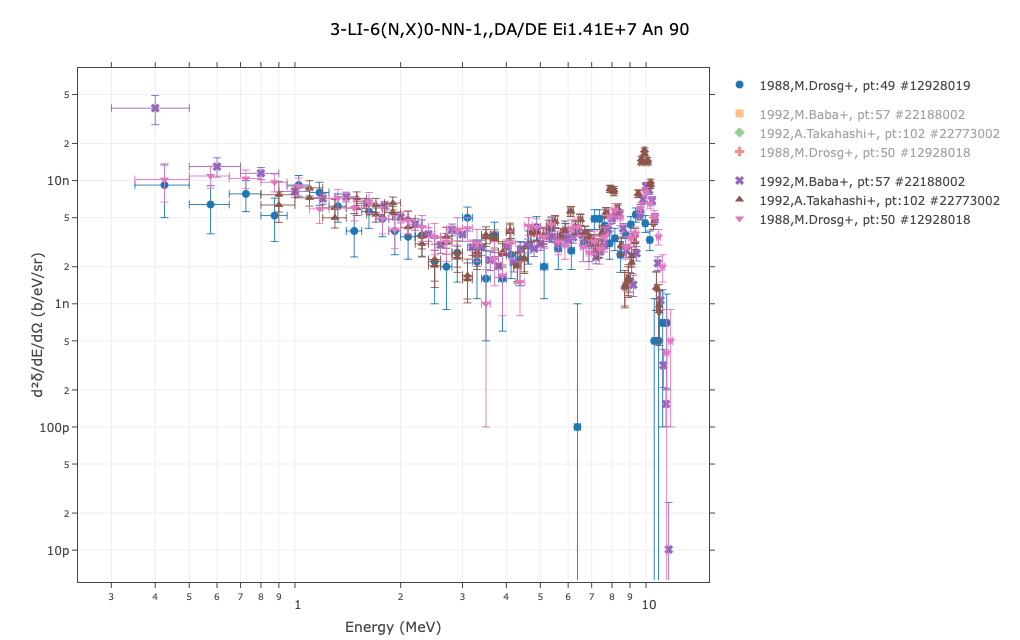 3-LI-6(N,X)0-NN-1,,DA/DE Ei1.41E+7 An 90
1988,M.Drosg+, pt:49 #12928019
1992,M.Baba+, pt:57 #22188002
1992,A.Takahashi+, pt:102 #22773002
1988,M.Drosg+, pt:50 #12928018
1992,M.Baba+, pt:57 #22188002
1992,A.Takahashi+, pt:102 #22773002
1988,M.Drosg+, pt:50 #12928018
d²δ/dE/dΩ (b/eV/sr)
5
2
10n
5
2
1n
5
2
100p
5
2
10p
3 4 5 6 7 8 9 1 2 3 4 5 6 7 8 9 10
Energy (MeV)